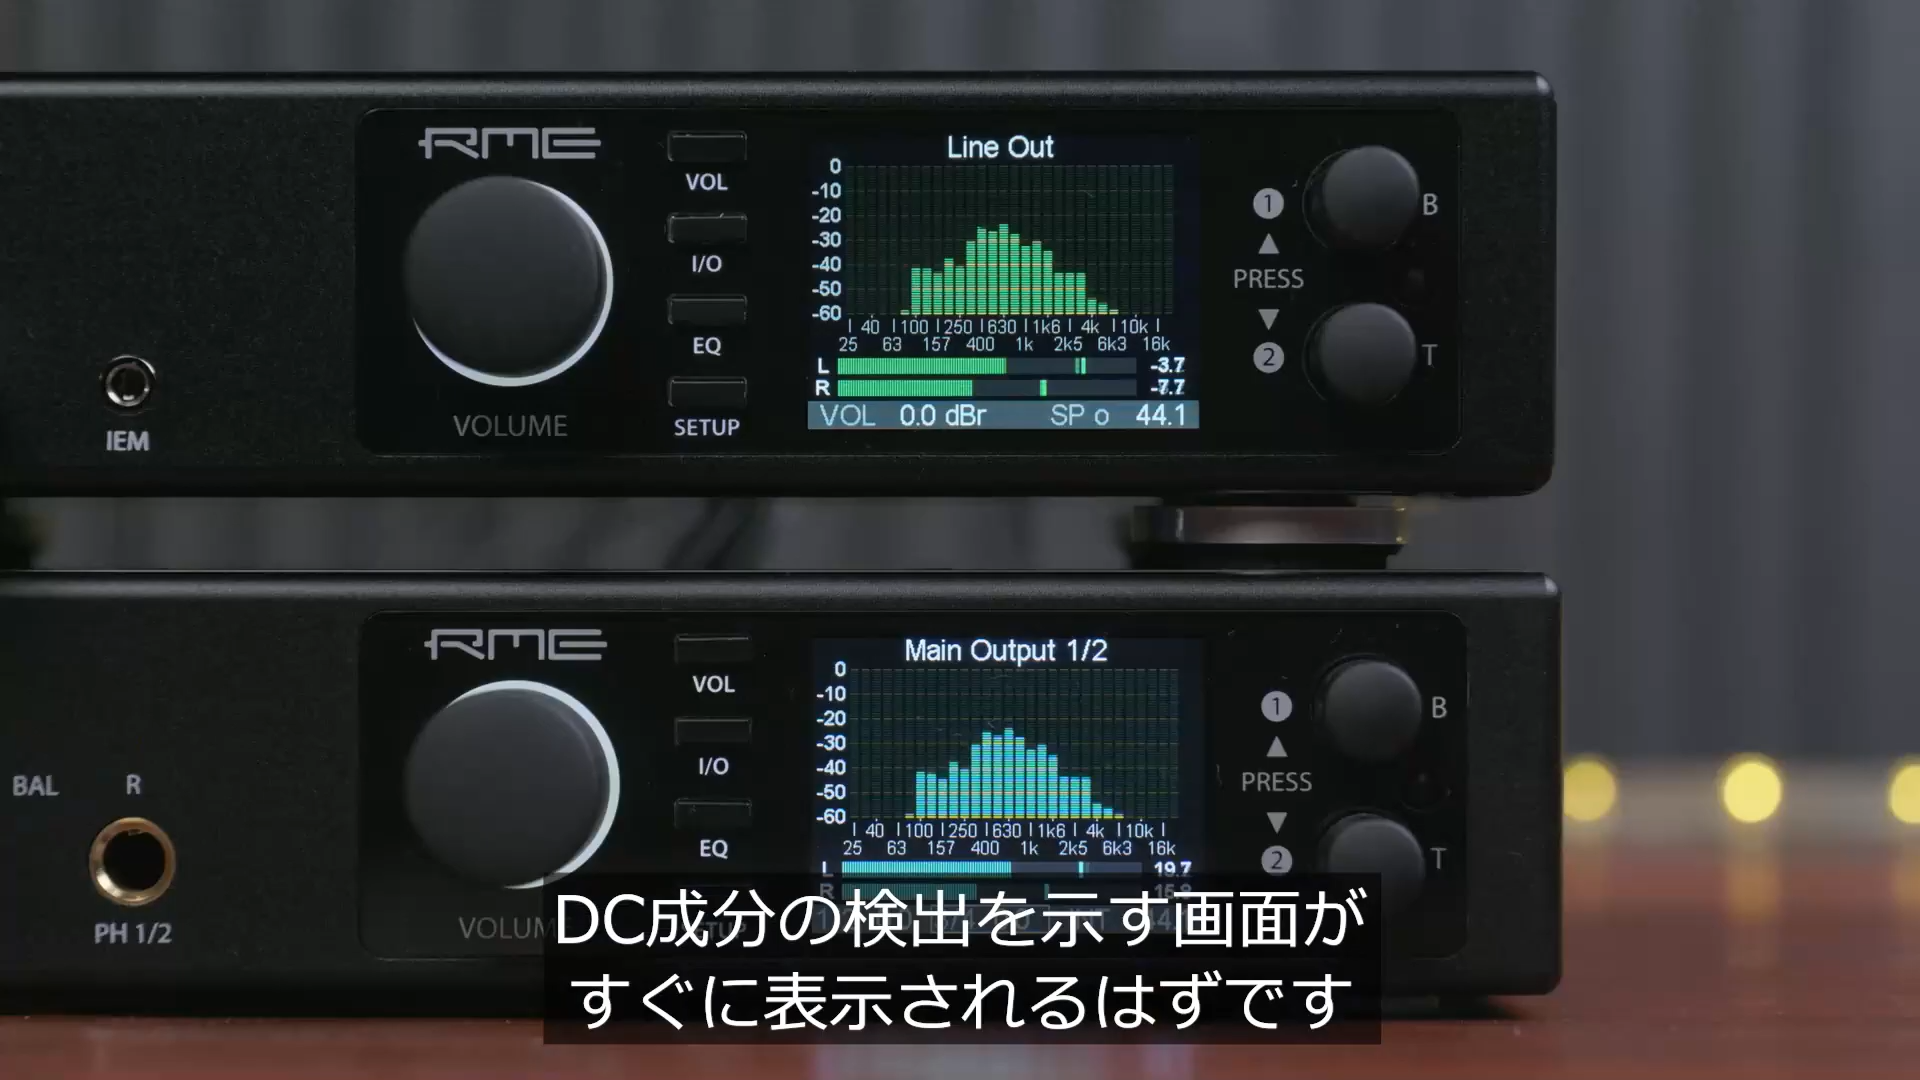 RME
VOL
I/O
EQ
SETUP
VOLUME
IEM
Line Out
0
-10
-20
-30
-40
-50
-60
40 100 250 630 1k6 4k 10k
25 63 157 400 1k 2k5 6k3 16k
L -3.7
R -7.7
VOL 0.0 dBr SP o 44.1
1
PRESS
2
B
T
RME
VOL
I/O
EQ
BAL R
PH 1/2
Main Output 1/2
0
-10
-20
-30
-40
-50
-60
40 100 250 630 1k6 4k 10k
25 63 157 400 1k 2k5 6k3 16k
L 19.7
R
1
PRESS
2
B
T
DC成分の検出を示す画面が
すぐに表示されるはずです